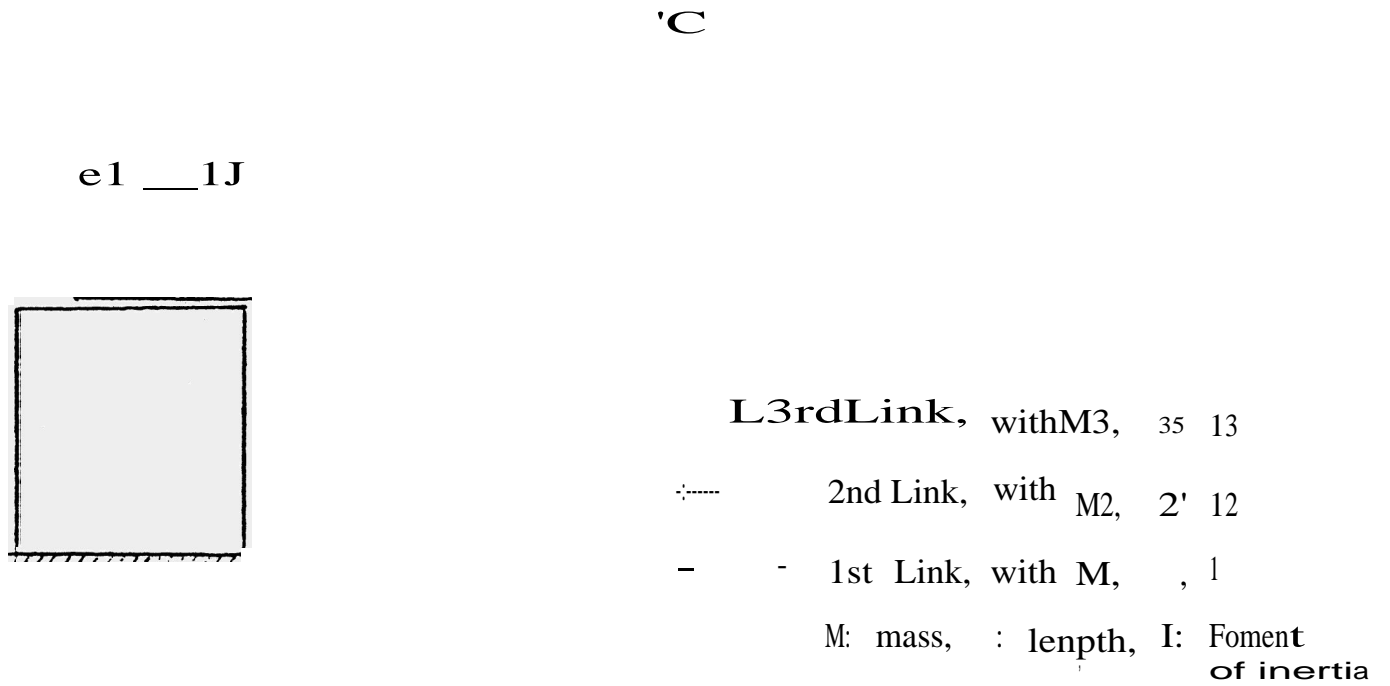 'C
e1 __1J
L3rdLink, withM3, 35 13
2nd Link, with M2, 2' 12
1st Link, with M, , 1
M: mass, : lenpth, I: Foment
of inertia